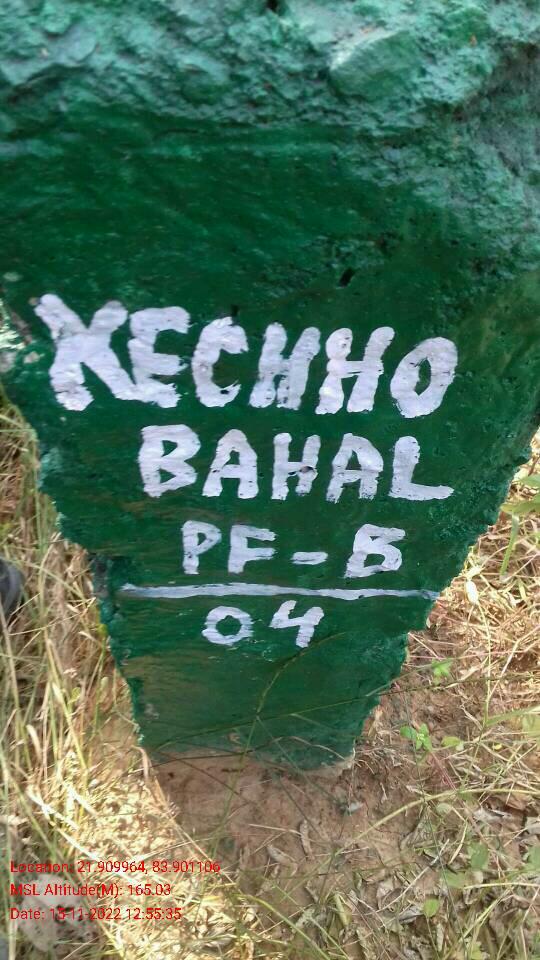 KECHHO
BAHAL
PF-B
04
Location: 21.909964, 83.901106
MSL Altitude(M): 165.03
Date: 13-11-2022 12:55:35